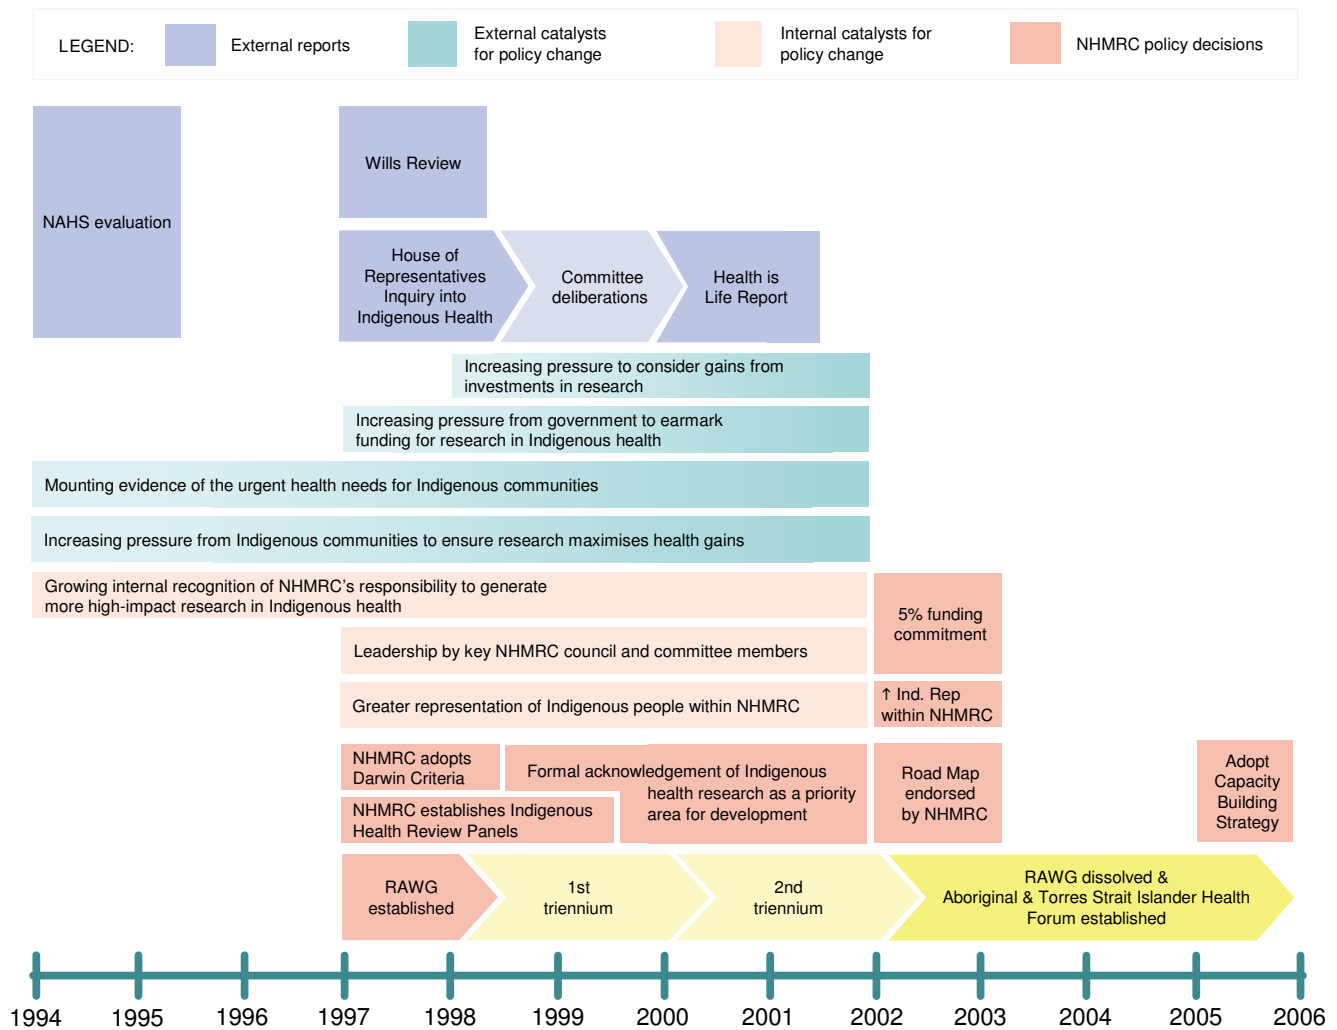 LEGEND:
External reports
External catalysts
for policy change
Internal catalysts for
policy change
NHMRC policy decisions
NAHS evaluation
Wills Review
House of
Representatives
Inquiry into
Indigenous Health
Committee
deliberations
Health is
Life Report
Increasing pressure to consider gains from
investments in research
Increasing pressure from government to earmark
funding for research in Indigenous health
Mounting evidence of the urgent health needs for Indigenous communities
Increasing pressure from Indigenous communities to ensure research maximises health gains
Growing internal recognition of NHMRC’s responsibility to generate
more high-impact research in Indigenous health
5% funding
commitment
Leadership by key NHMRC council and committee members
Greater representation of Indigenous people within NHMRC
↑ Ind. Rep
within NHMRC
NHMRC adopts
Darwin Criteria
NHMRC establishes Indigenous
Health Review Panels
Formal acknowledgement of Indigenous
health research as a priority
area for development
Road Map
endorsed
by NHMRC
Adopt
Capacity
Building
Strategy
RAWG
established
1st
triennium
2nd
triennium
RAWG dissolved &
Aboriginal & Torres Strait Islander Health
Forum established
1994 1995 1996 1997 1998 1999 2000 2001 2002 2003 2004 2005 2006